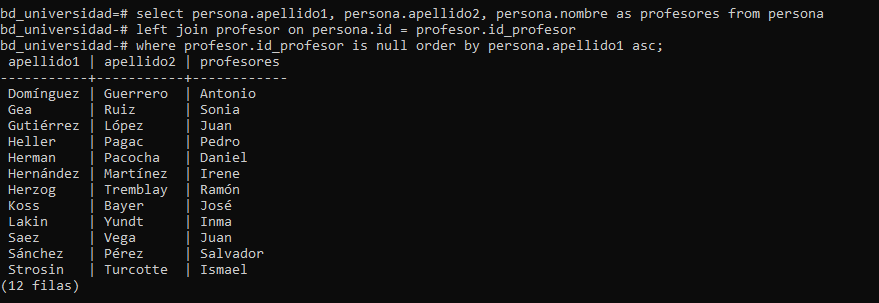 bd_universidad=# select persona.apellido1, persona.apellido2, persona.nombre as profesores from persona
bd_universidad-# left join profesor on persona.id = profesor.id_profesor
bd_universidad-# where profesor.id_profesor is null order by persona.apellido1 asc;
 apellido1 | apellido2 | profesores
-----------+-----------+------------
 Domínguez | Guerrero  | Antonio
 Gea       | Ruiz      | Sonia
 Gutiérrez | López     | Juan
 Heller    | Pagac     | Pedro
 Herman    | Pacocha   | Daniel
 Hernández | Martínez  | Irene
 Herzog    | Tremblay  | Ramón
 Koss      | Bayer     | José
 Lakin     | Yundt     | Inma
 Saez      | Vega      | Juan
 Sánchez   | Pérez     | Salvador
 Strosin   | Turcotte  | Ismael
(12 filas)